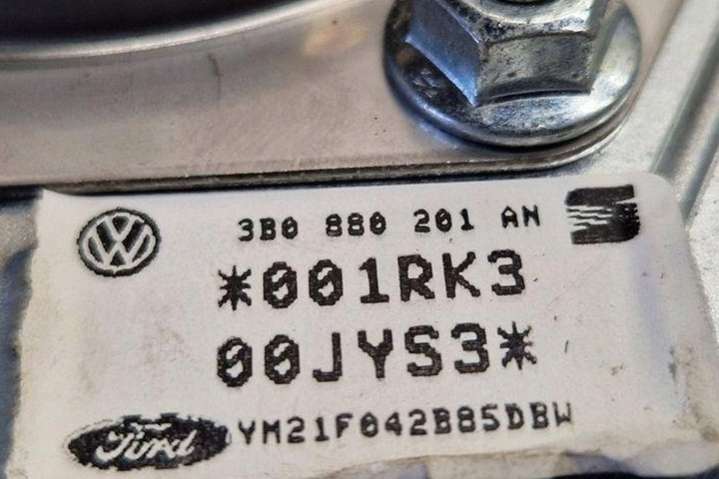 3B0 880 201 AN
*001RK3
00JYS3*
Ford YM21F042B85DBW